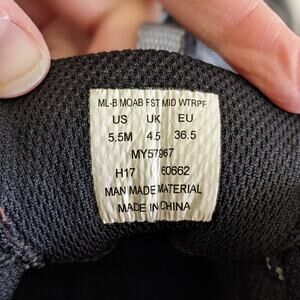 ML-B MOAB FST MID WTRPF
US UK EU
5.5M 4.5 36.5
MY57967
H17 60662
MAN MADE MATERIAL
MADE IN CHINA